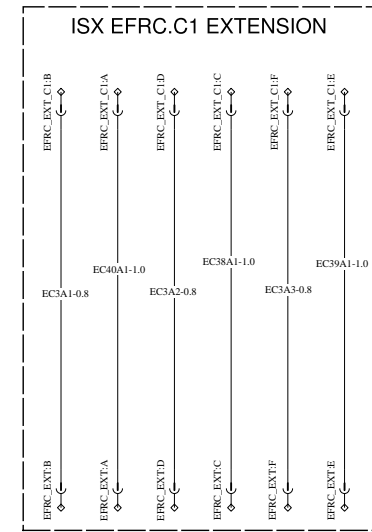 ISX EFRC.C1 EXTENSION
EFRC_EXT_C1:B
EFRC_EXT_C1:A
EFRC_EXT_C1:D
EFRC_EXT_C1:C
EFRC_EXT_C1:F
EFRC_EXT_C1:E
EC3A1-0.8
EC40A1-1.0
EC3A2-0.8
EC38A1-1.0
EC3A3-0.8
EC39A1-1.0
EFRC_EXT:B
EFRC_EXT:A
EFRC_EXT:D
EFRC_EXT:C
EFRC_EXT:F
EFRC_EXT:E